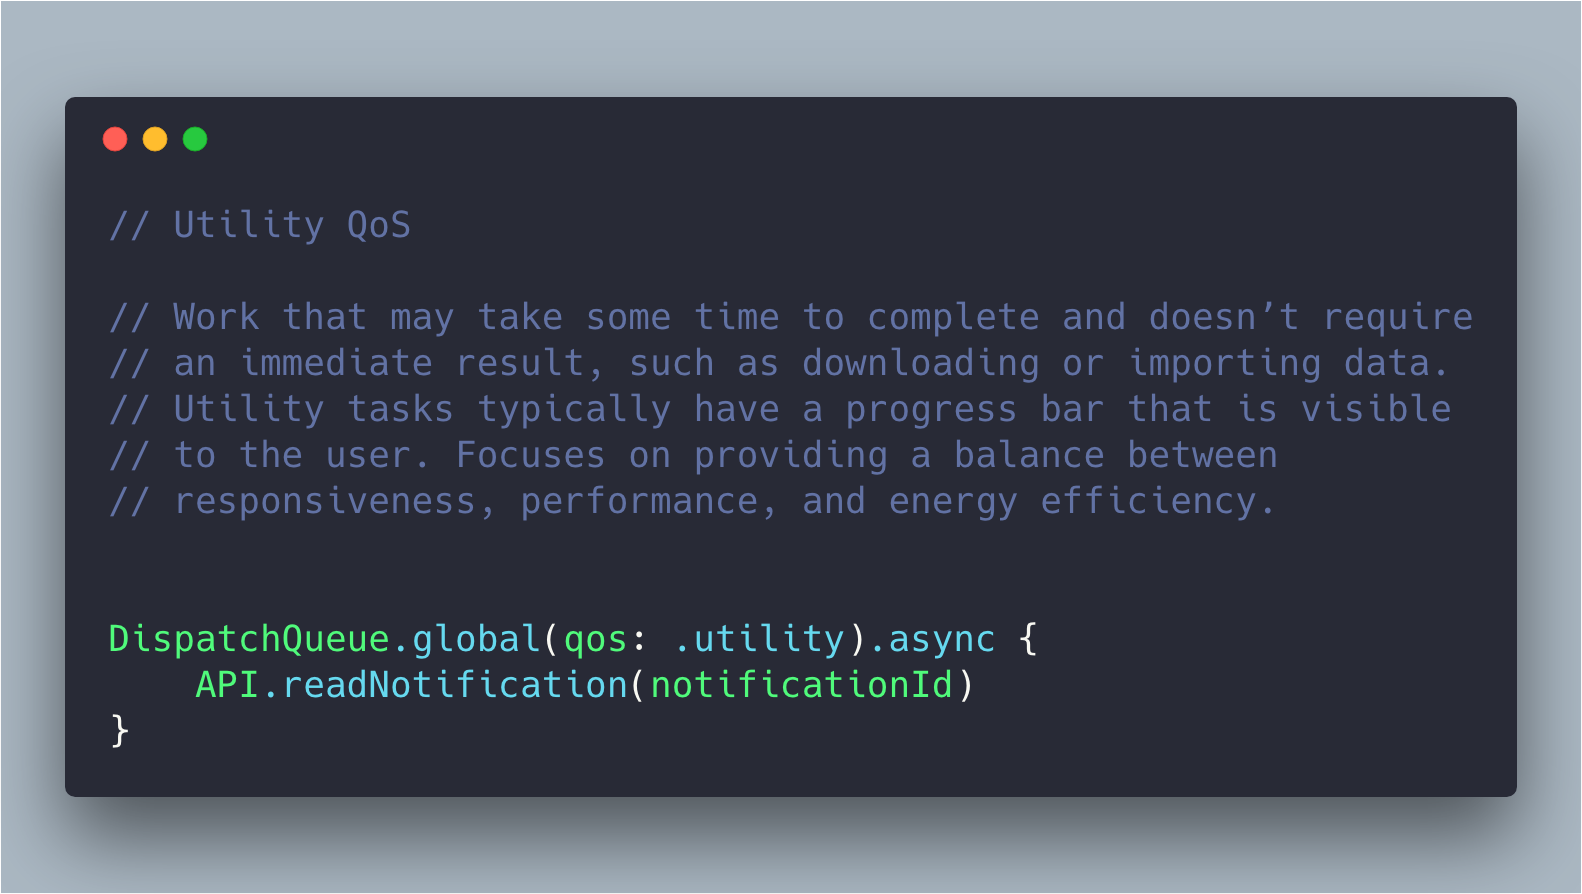 // Utility QoS
// Work that may take some time to complete and doesn’t require
// an immediate result, such as downloading or importing data.
// Utility tasks typically have a progress bar that is visible
// to the user. Focuses on providing a balance between
// responsiveness, performance, and energy efficiency.
DispatchQueue.global(qos: .utility).async {
    API.readNotification(notificationId)
}